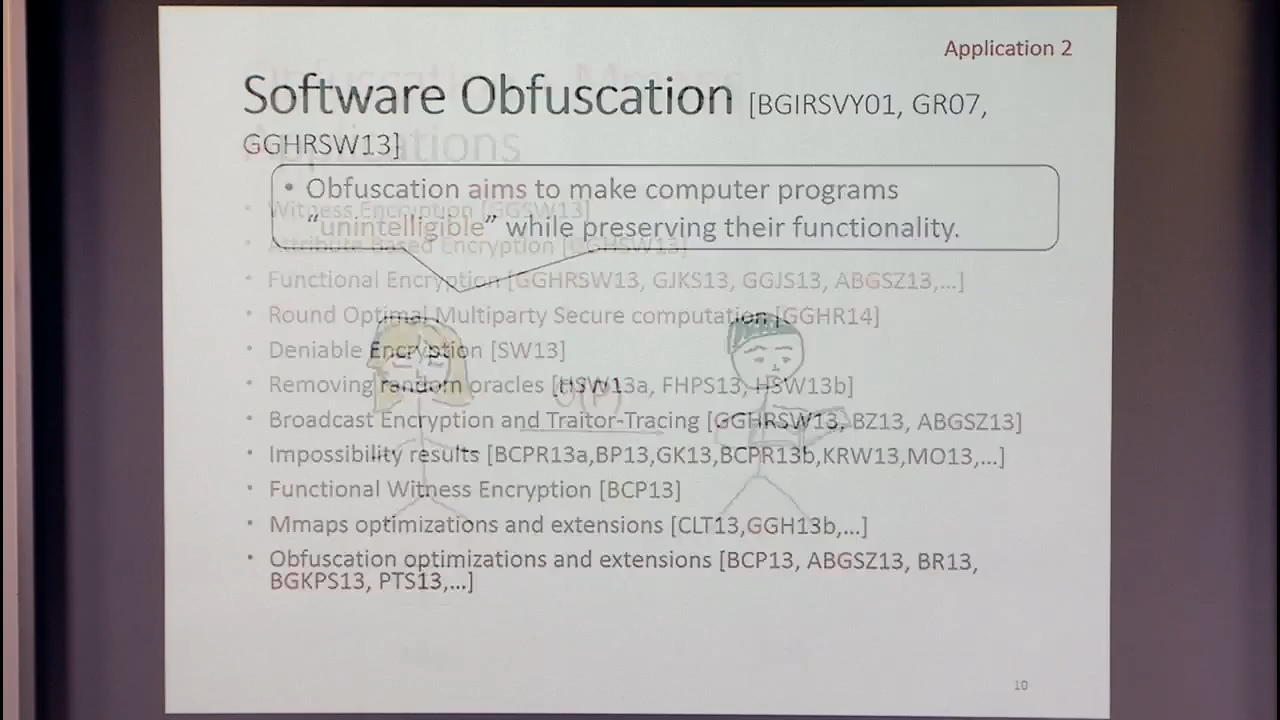 Application 2
Software Obfuscation [BGIRSVY01, GR07,
GGHRSW13]
Applications
• Obfuscation aims to make computer programs
“unintelligible” while preserving their functionality.
• Witness Encryption [GGSW13]
• Attribute Based Encryption [GGHSW13]
• Functional Encryption [GGHRSW13, GJKS13, GGJS13, ABGSZ13,…]
• Round Optimal Multiparty Secure computation [GGHR14]
• Deniable Encryption [SW13]
• Removing random oracles [HSW13a, FHPS13, HSW13b]
O(P)
• Broadcast Encryption and Traitor-Tracing [GGHRSW13, BZ13, ABGSZ13]
• Impossibility results [BCPR13a,BP13,GK13,BCPR13b,KRW13,MO13,…]
• Functional Witness Encryption [BCP13]
• Mmaps optimizations and extensions [CLT13,GGH13b,…]
• Obfuscation optimizations and extensions [BCP13, ABGSZ13, BR13,
BGKPS13, PTS13,…]
10